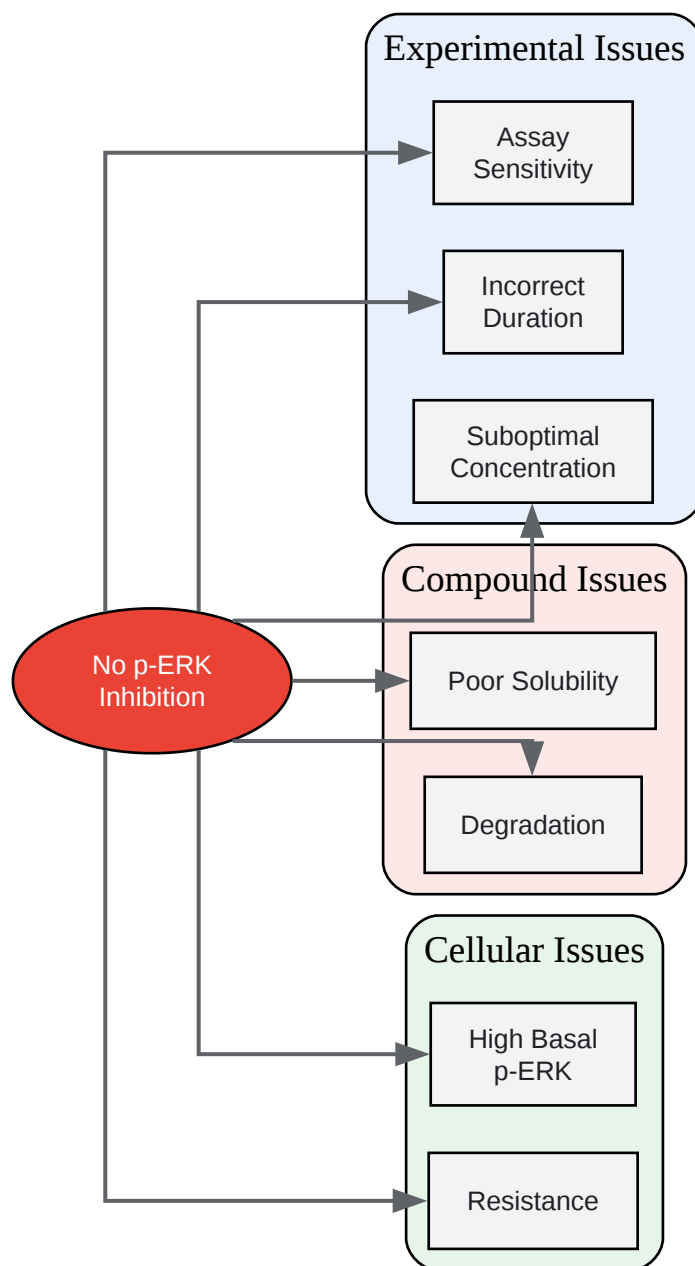 Experimental Issues
Assay
Sensitivity
Incorrect
Duration
Suboptimal
Concentration
Compound Issues
No p-ERK
Inhibition
Poor Solubility
Degradation
Cellular Issues
High Basal
p-ERK
Resistance